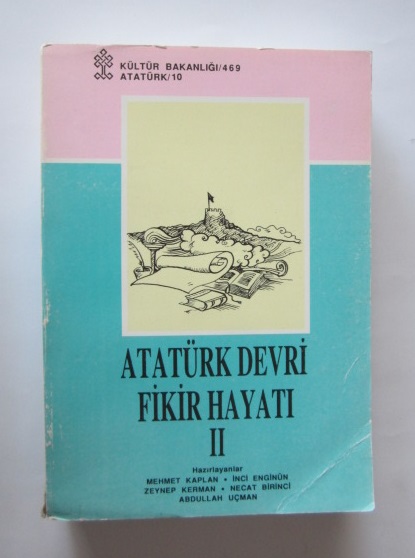 KÜLTÜR BAKANLIĞI/469
ATATÜRK/10
ATATÜRK DEVRİ
FİKİR HAYATI
II
Hazırlayanlar
MEHMET KAPLAN • İNCİ ENGİNÜN
ZEYNEP KERMAN • NECAT BİRİNCİ
ABDULLAH UÇMAN